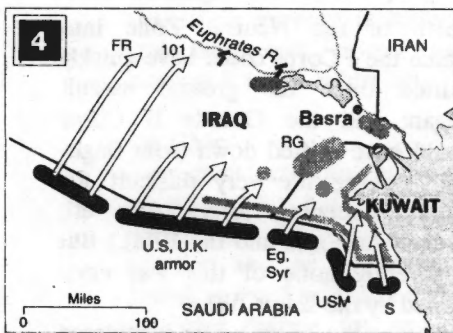 4
FR
101
Euphrates R.
IRAN
IRAQ
Basra
RG
KUWAIT
U.S, U.K
armor
Eg,
Syr
USM
S
Miles
0 100
SAUDI ARABIA